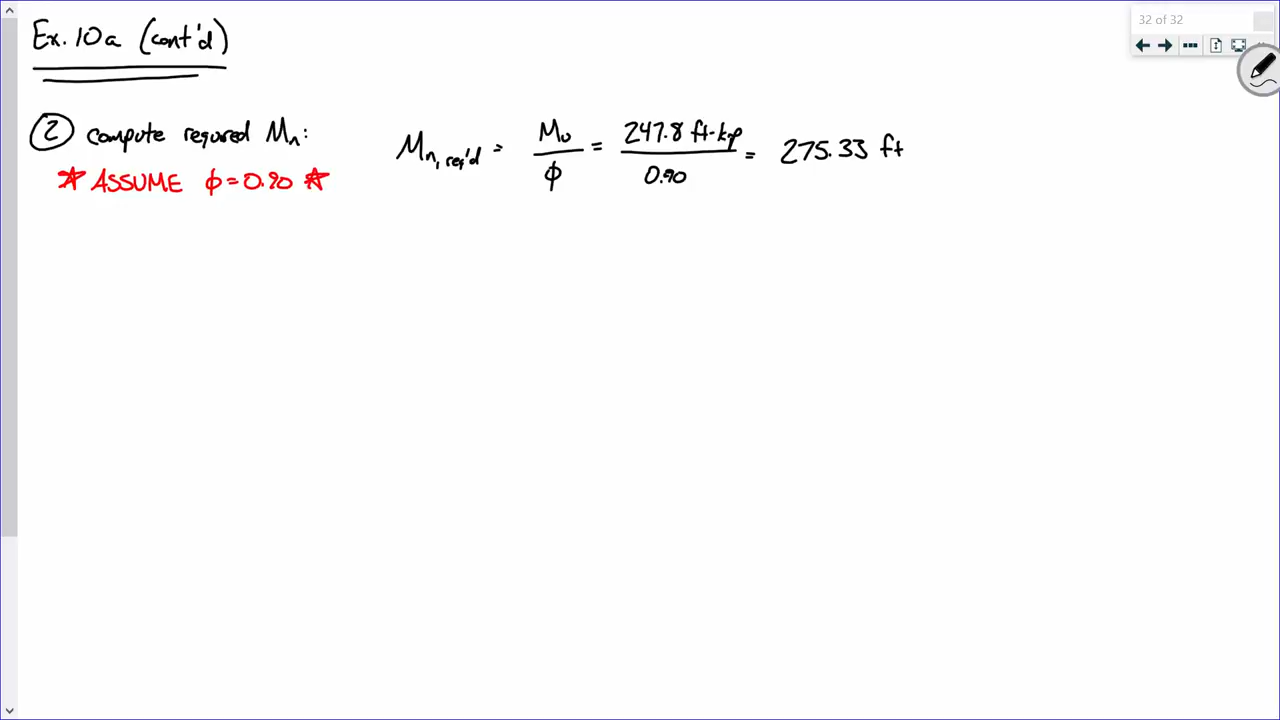 32 of 32
Ex. 10a (cont'd)
② compute required Mn: Mn, req'd = Mu/ϕ = 247.8 ft-kip/0.90 = 275.33 ft
* ASSUME ϕ = 0.90 *